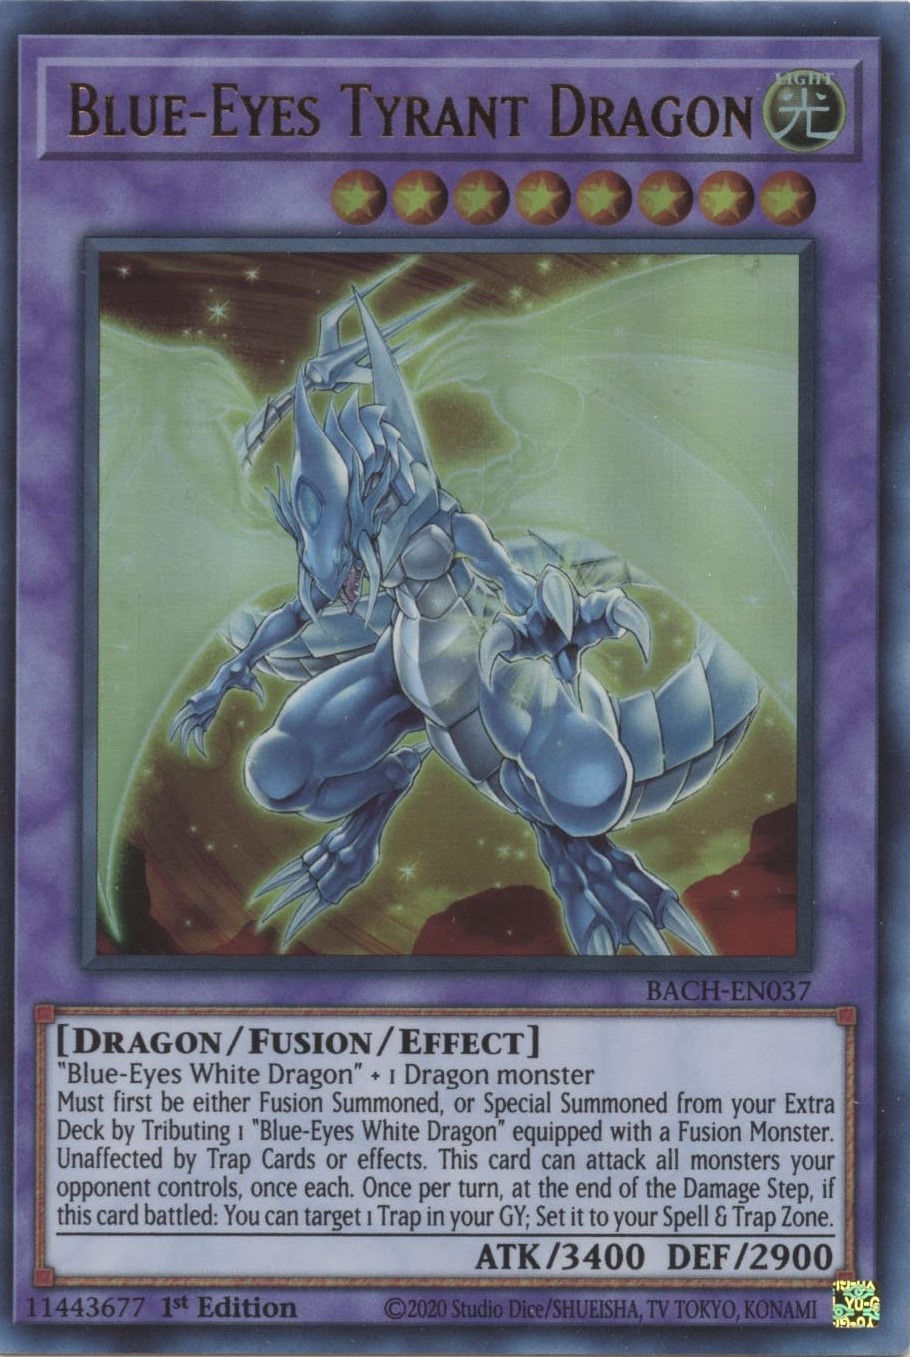 BLUE-EYES TYRANT DRAGON
LIGHT
光
BACH-EN037
[DRAGON/FUSION/EFFECT]
"Blue-Eyes White Dragon" + 1 Dragon monster
Must first be either Fusion Summoned, or Special Summoned from your Extra
Deck by Tributing 1 "Blue-Eyes White Dragon" equipped with a Fusion Monster.
Unaffected by Trap Cards or effects. This card can attack all monsters your
opponent controls, once each. Once per turn, at the end of the Damage Step, if
this card battled: You can target 1 Trap in your GY; Set it to your Spell & Trap Zone.
ATK/3400 DEF/2900
11443677 1st Edition ©2020 Studio Dice/SHUEISHA, TV TOKYO, KONAMI